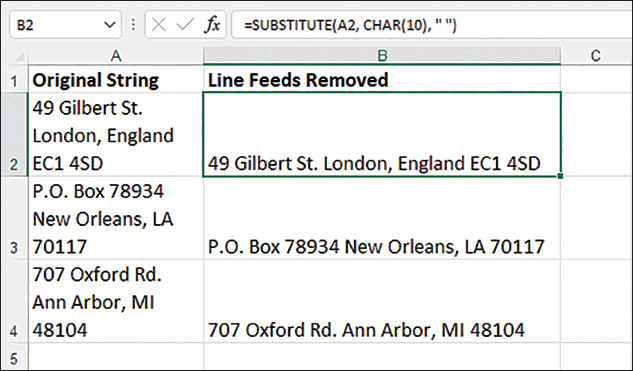 B2 fx =SUBSTITUTE(A2, CHAR(10), " ")
A B C
1 Original String Line Feeds Removed
49 Gilbert St.
London, England
2 EC1 4SD 49 Gilbert St. London, England EC1 4SD
P.O. Box 78934
New Orleans, LA
3 70117 P.O. Box 78934 New Orleans, LA 70117
707 Oxford Rd.
Ann Arbor, MI
4 48104 707 Oxford Rd. Ann Arbor, MI 48104
5